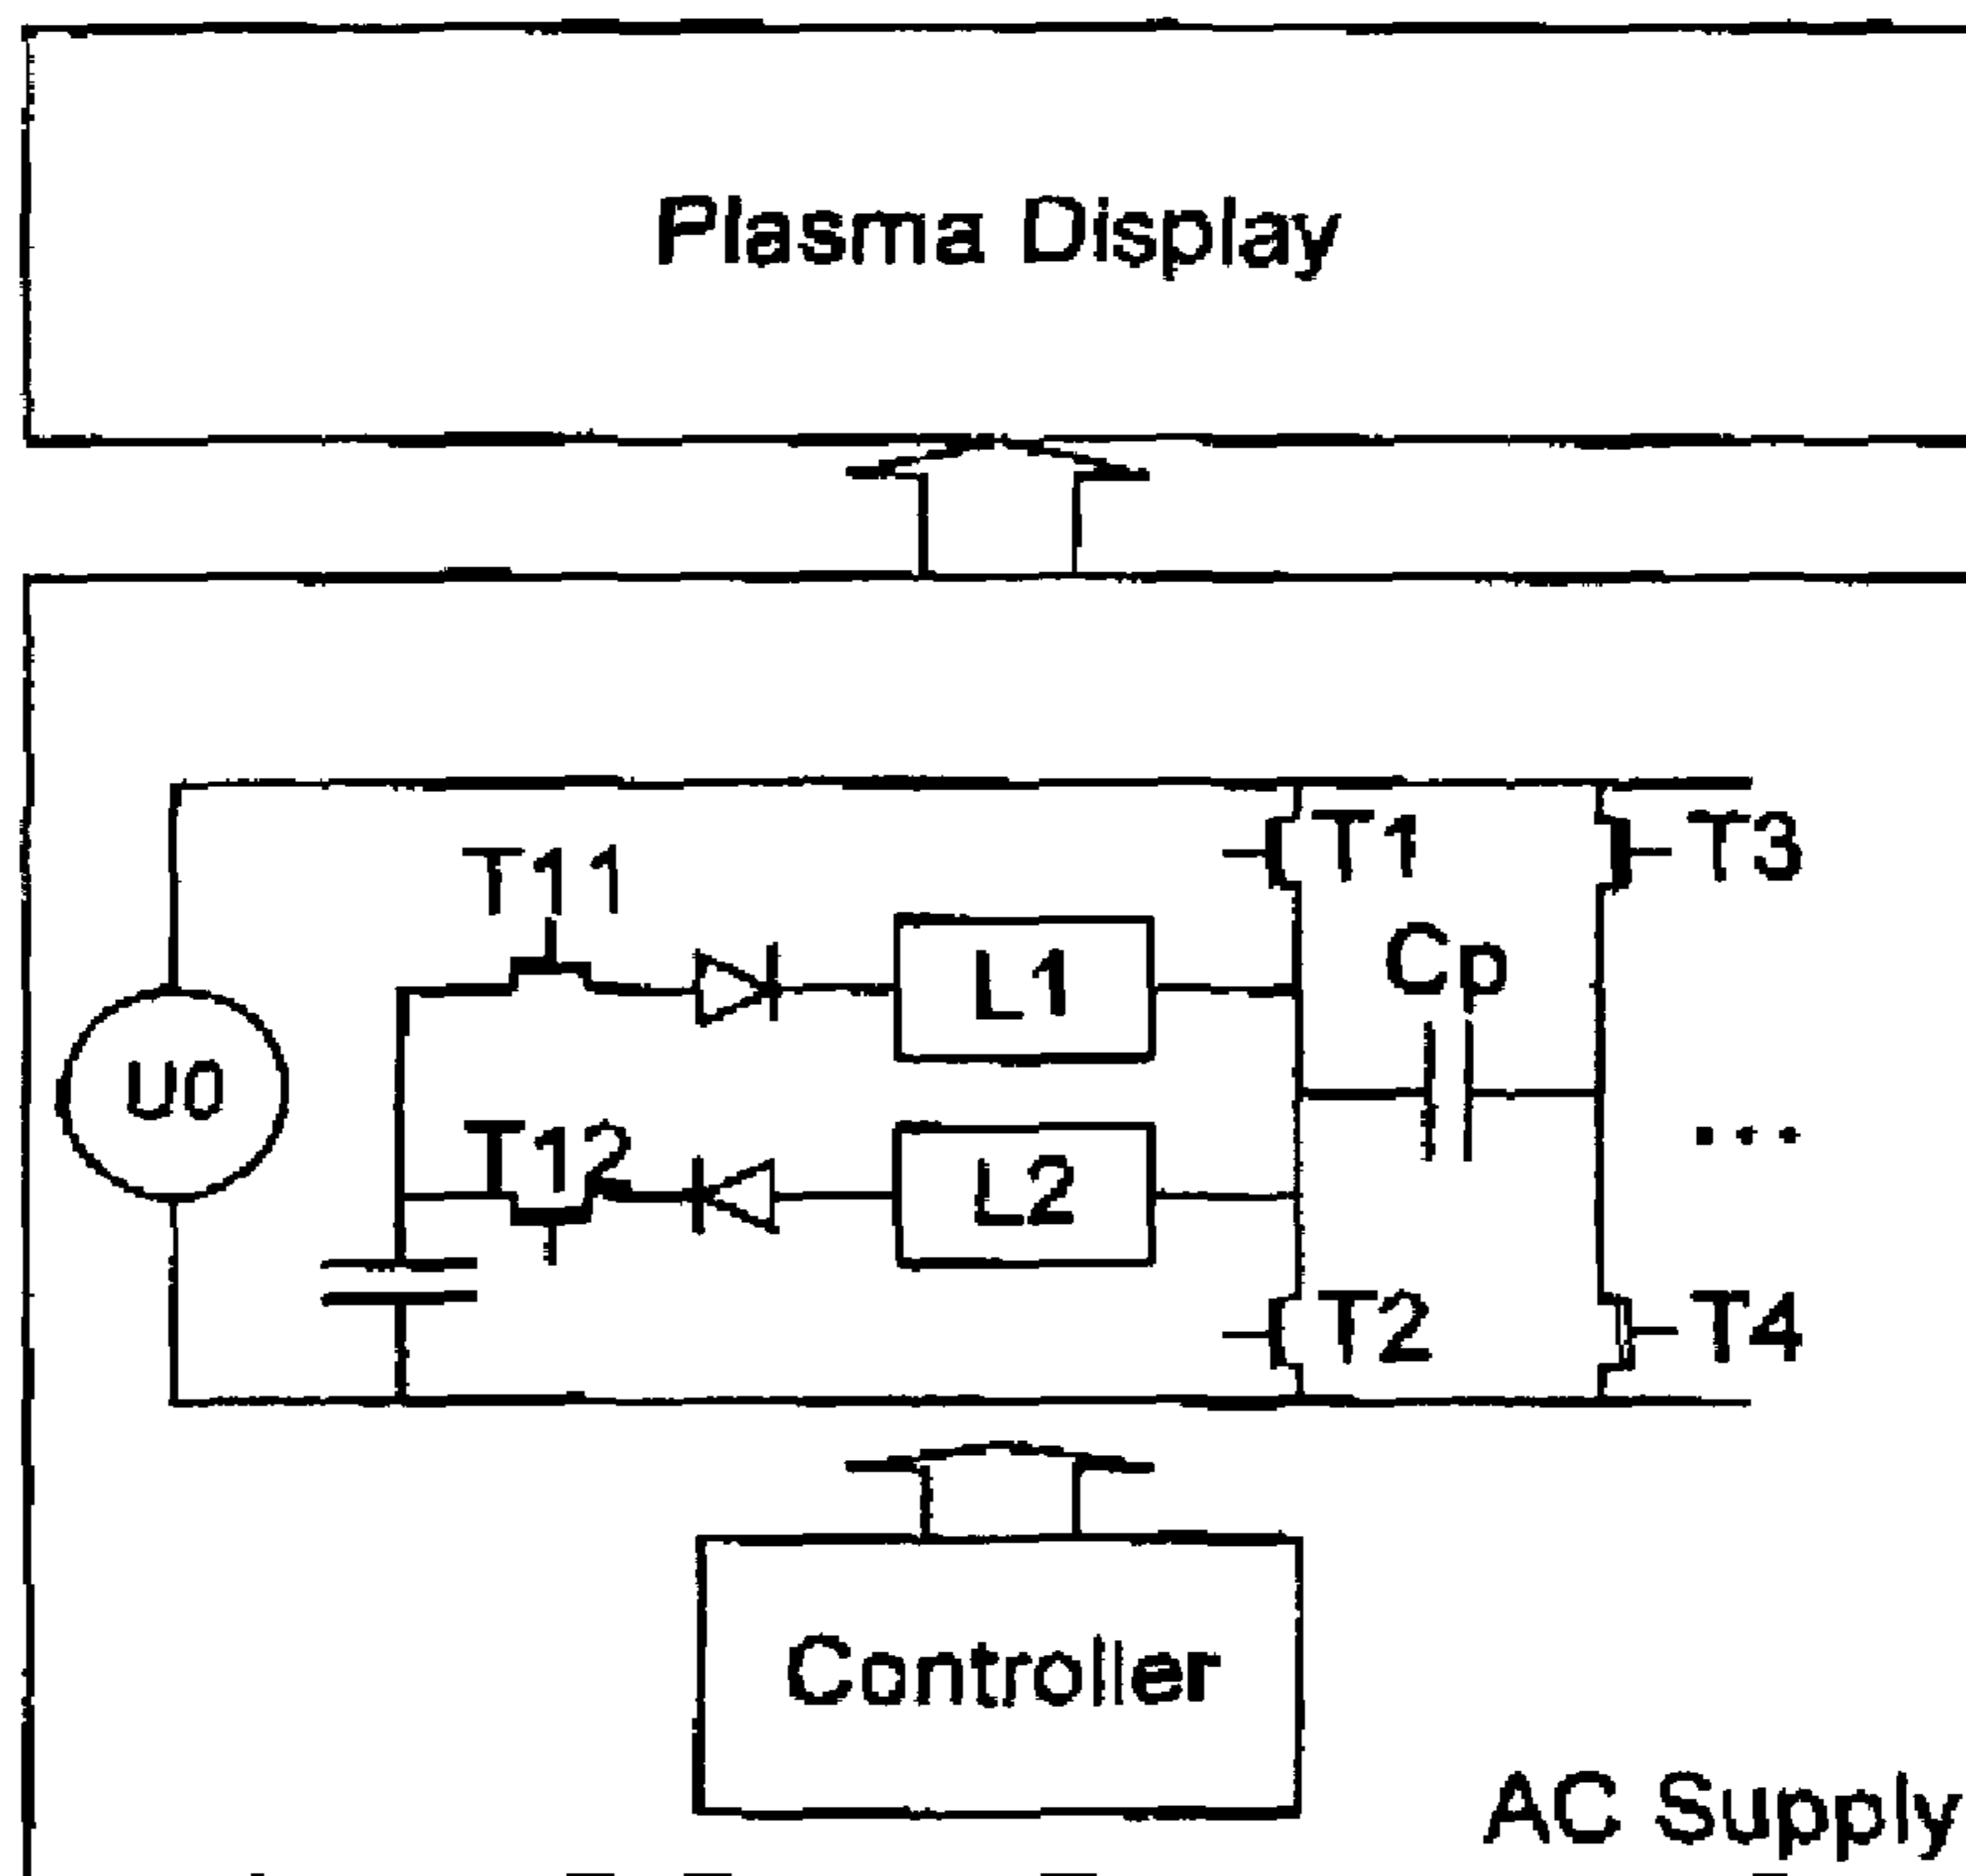 Plasma Display
T1
T3
T11
Cp
L1
U0
T12
L2
...
T2
T4
Controller
AC Supply